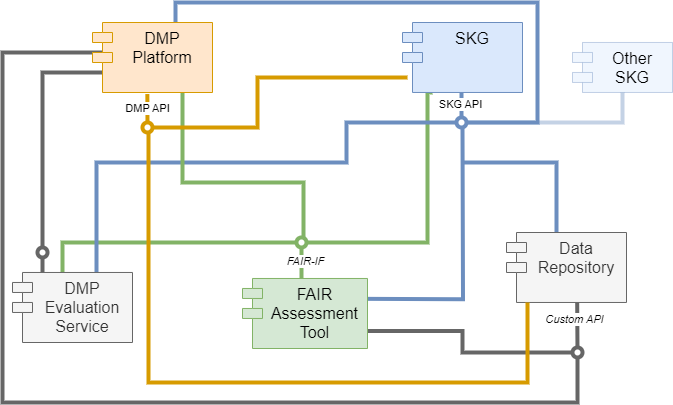 DMP
Platform
SKG
Other
SKG
DMP API
SKG API
Data
Repository
FAIR-IF
DMP
Evaluation
Service
FAIR
Assessment
Tool
Custom API